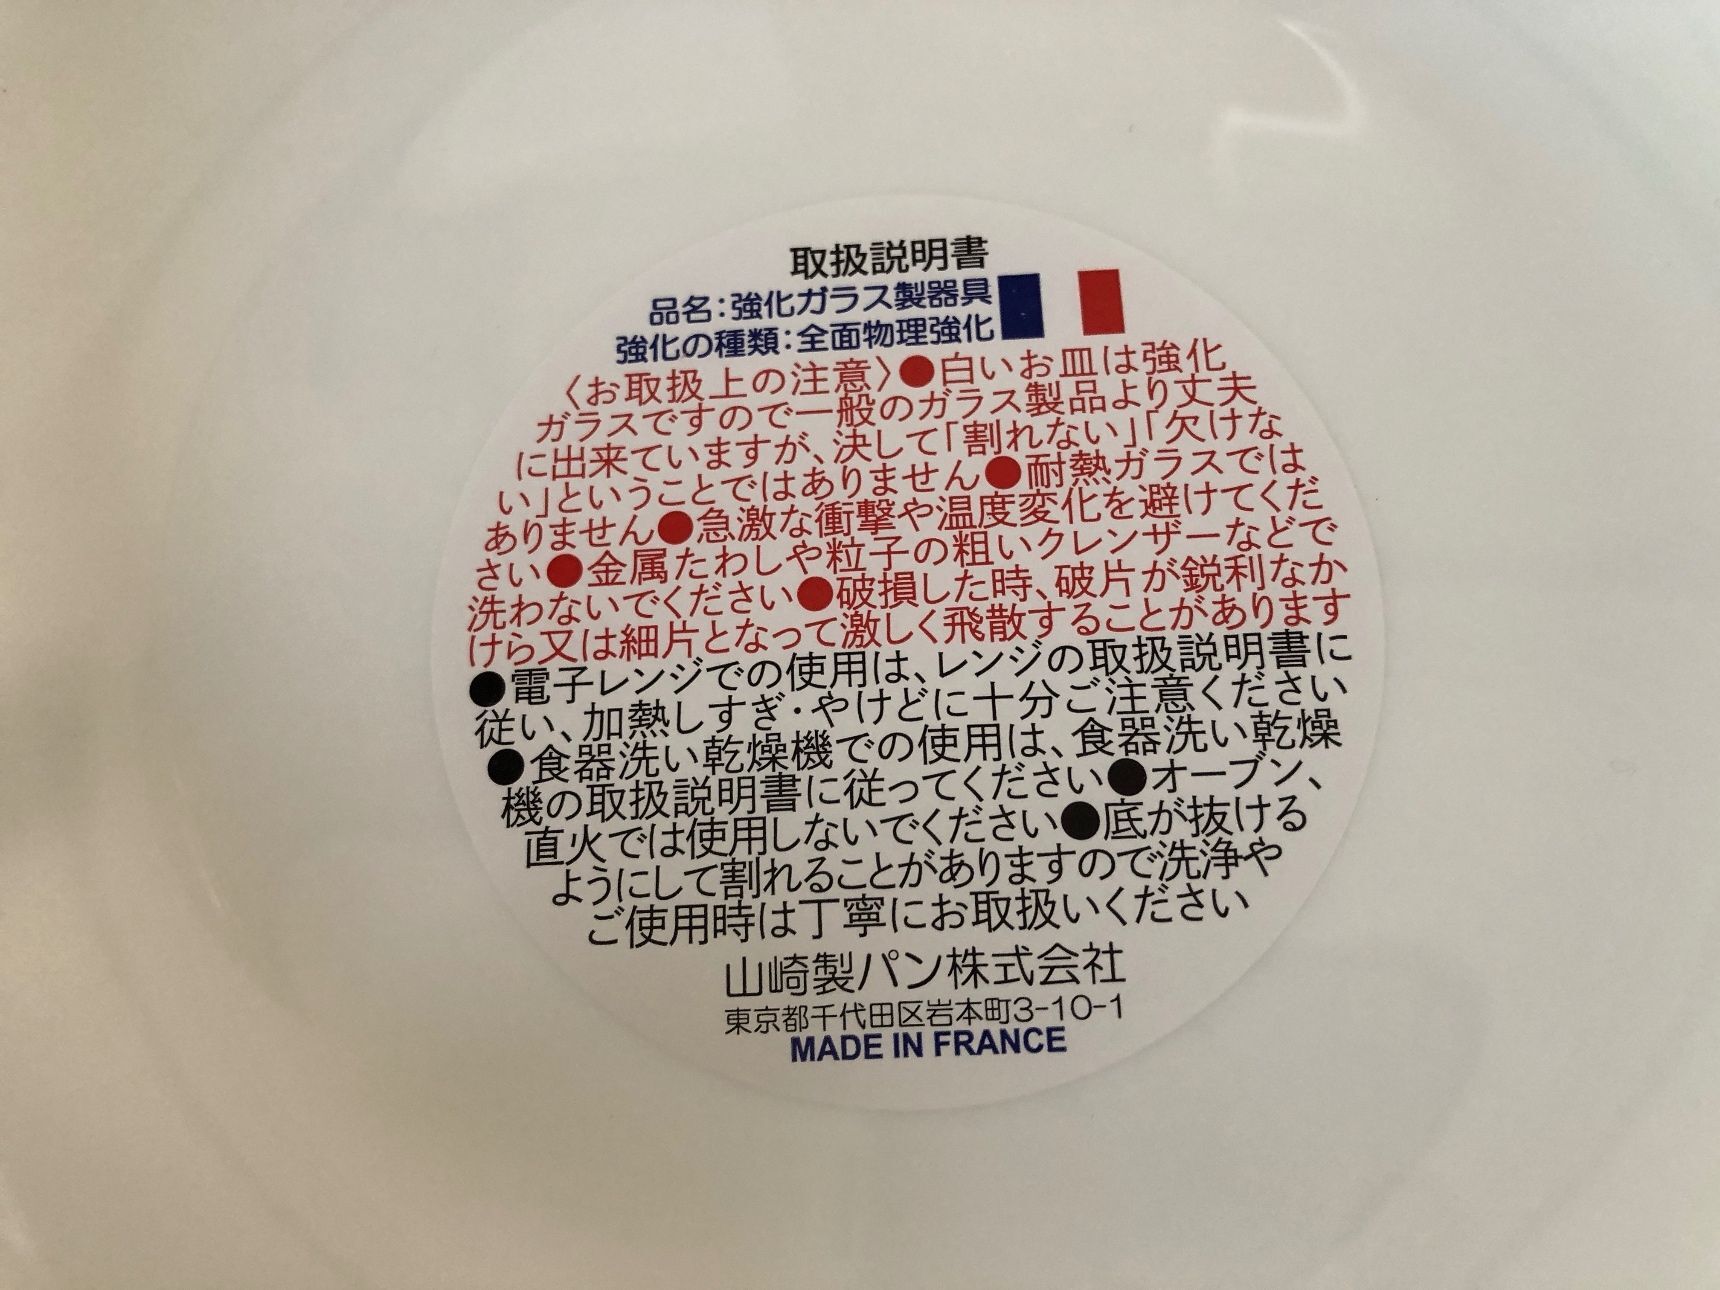 取扱説明書
品名:強化ガラス製器具
強化の種類:全面物理強化
〈お取扱上の注意〉●白いお皿は強化
ガラスですので一般のガラス製品より丈夫
に出来ていますが、決して｢割れない｣｢欠けな
い｣ということではありません●耐熱ガラスでは
ありません●急激な衝撃や温度変化を避けてくだ
さい●金属たわしや粒子の粗いクレンザーなどで
洗わないでください●破損した時、破片が鋭利なか
けら又は細片となって激しく飛散することがあります
●電子レンジでの使用は、レンジの取扱説明書に
従い、加熱しすぎ・やけどに十分ご注意ください
●食器洗い乾燥機での使用は、食器洗い乾燥
機の取扱説明書に従ってください●オーブン、
直火では使用しないでください●底が抜ける
ようにして割れることがありますので洗浄や
ご使用時は丁寧にお取扱いください
山崎製パン株式会社
東京都千代田区岩本町3-10-1
MADE IN FRANCE